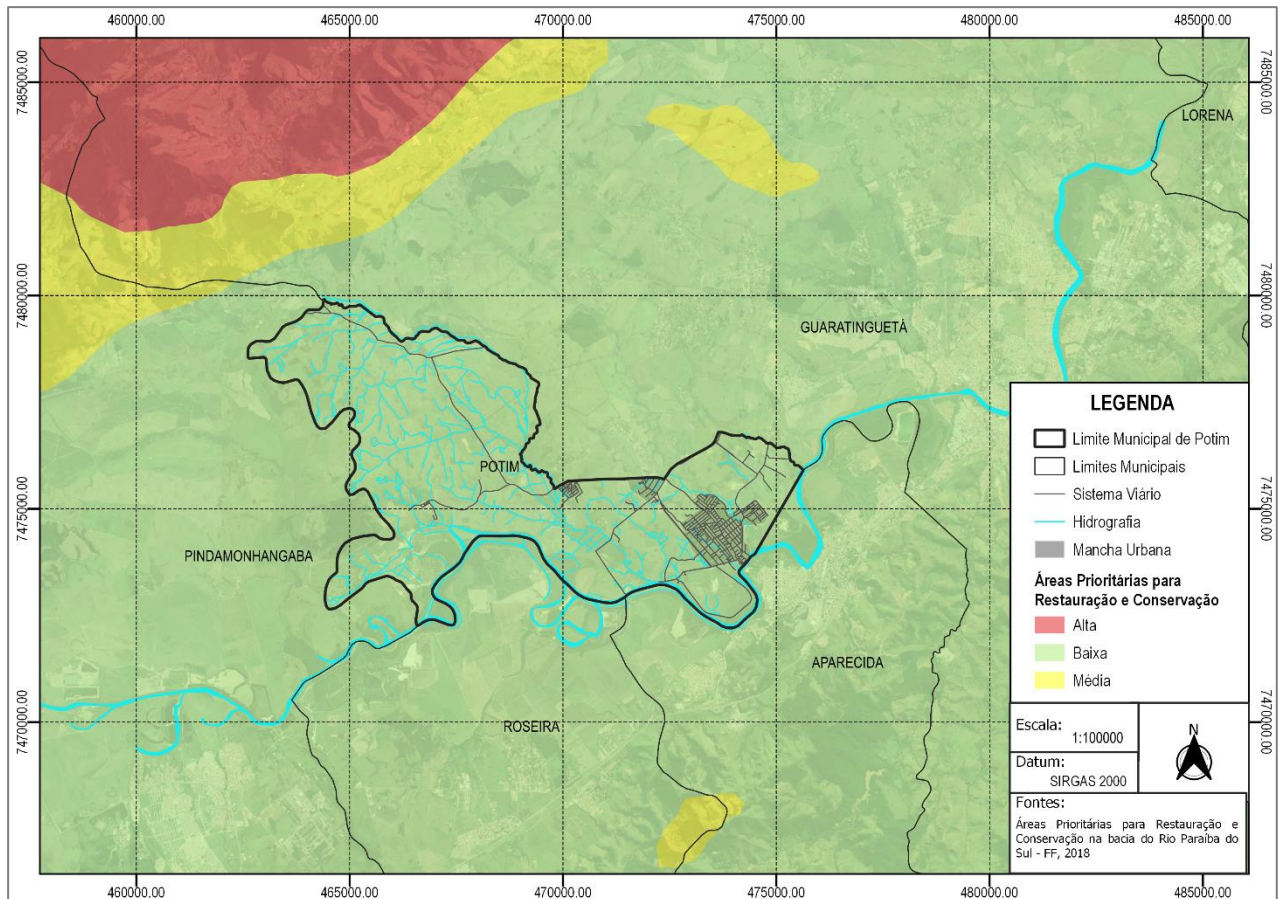 460000.00 465000.00 470000.00 475000.00 480000.00 485000.00
7485000.00 7485000.00
LORENA
7480000.00 7480000.00
GUARATINGUETÁ
POTIM
7475000.00 7475000.00
PINDAMONHANGABA
APARECIDA
7470000.00 7470000.00
ROSEIRA
LEGENDA
Limite Municipal de Potim
Limites Municipais
Sistema Viário
Hidrografia
Mancha Urbana
Áreas Prioritárias para
Restauração e Conservação
Alta
Baixa
Média
Escala:
1:100000
Datum:
SIRGAS 2000
N
Fontes:
Áreas Prioritárias para Restauração e
Conservação na bacia do Rio Paraíba do
Sul - FF, 2018
460000.00 465000.00 470000.00 475000.00 480000.00 485000.00